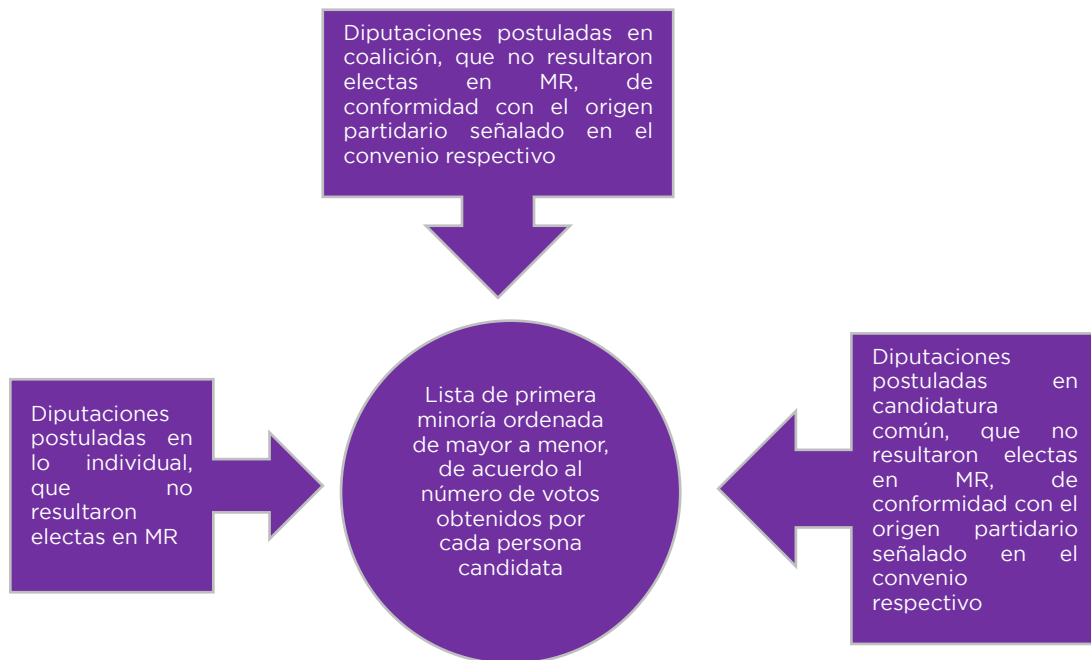 Diputaciones postuladas en
coalición, que no resultaron
electas en MR, de
conformidad con el origen
partidario señalado en el
convenio respectivo
Diputaciones
postuladas en
lo individual,
que no
resultaron
electas en MR
Lista de primera
minoría ordenada
de mayor a menor,
de acuerdo al
número de votos
obtenidos por
cada persona
candidata
Diputaciones
postuladas en
candidatura
común, que no
resultaron electas
en MR, de
conformidad con el
origen partidario
señalado en el
convenio
respectivo